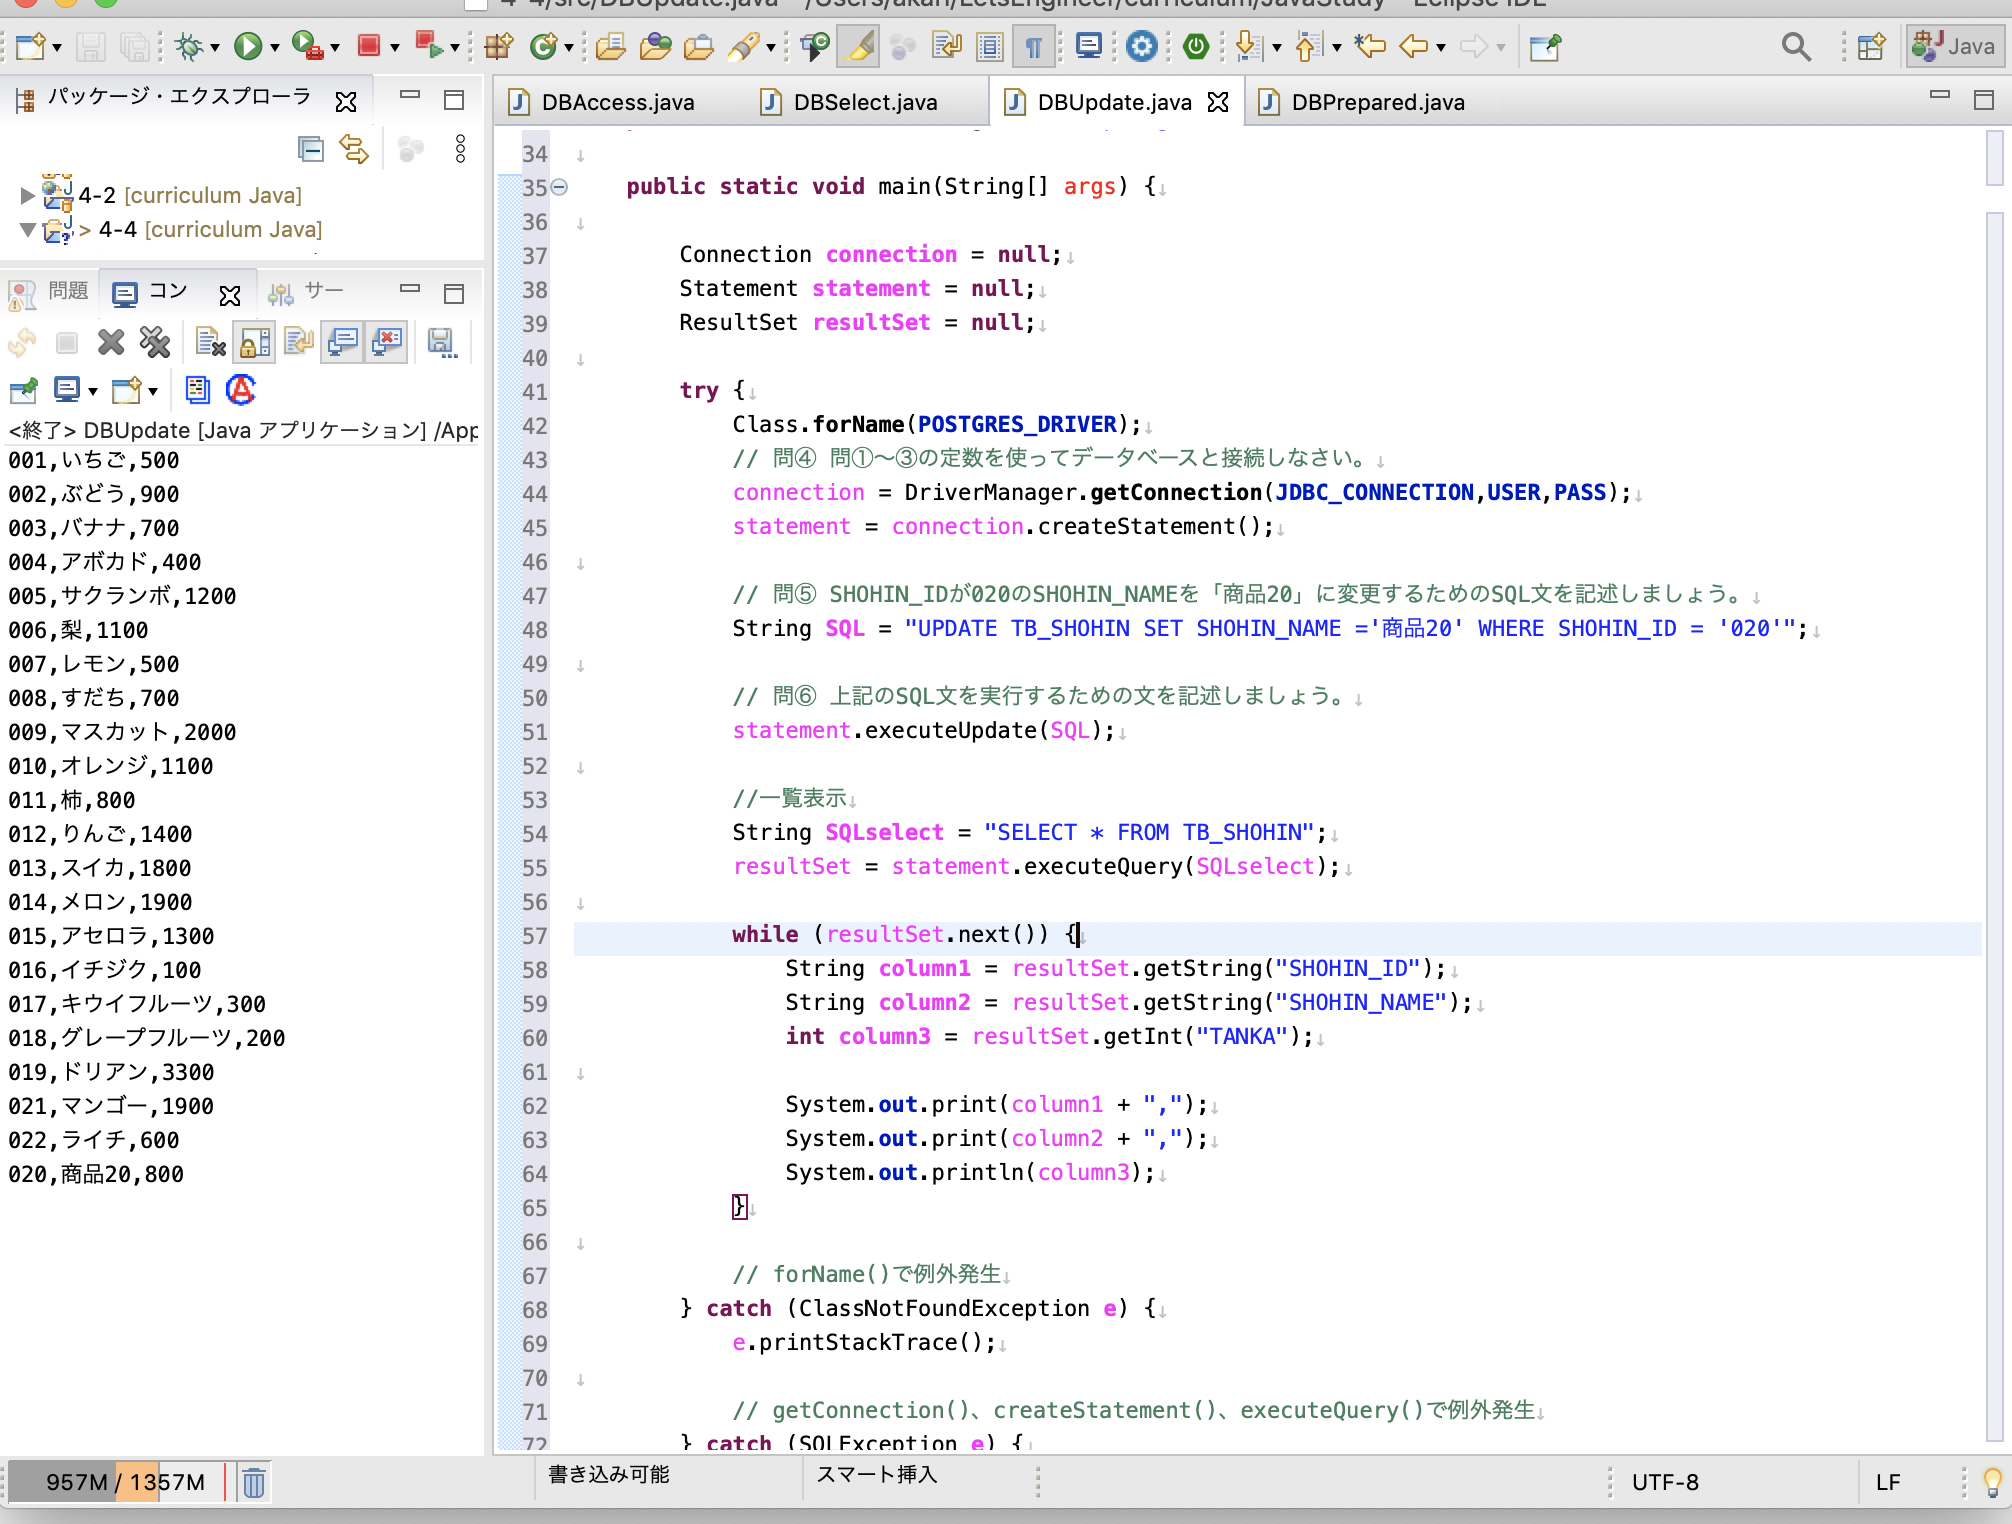 4-4/src/DBUpdate.java - /Users/akari/LetsEngineer/curriculum/JavaStudy - Eclipse IDE
Java
パッケージ・エクスプローラ
4-2 [curriculum Java]
> 4-4 [curriculum Java]
問題 コン サー
<終了> DBUpdate [Java アプリケーション] /App
001,いちご,500
002,ぶどう,900
003,バナナ,700
004,アボカド,400
005,サクランボ,1200
006,梨,1100
007,レモン,500
008,すだち,700
009,マスカット,2000
010,オレンジ,1100
011,柿,800
012,りんご,1400
013,スイカ,1800
014,メロン,1900
015,アセロラ,1300
016,イチジク,100
017,キウイフルーツ,300
018,グレープフルーツ,200
019,ドリアン,3300
021,マンゴー,1900
022,ライチ,600
020,商品20,800
DBAccess.java DBSelect.java DBUpdate.java DBPrepared.java
34 ↓
35 public static void main(String[] args) {↓
36 ↓
37 Connection connection = null;↓
38 Statement statement = null;↓
39 ResultSet resultSet = null;↓
40 ↓
41 try {↓
42 Class.forName(POSTGRES_DRIVER);↓
43 // 問④ 問①〜③の定数を使ってデータベースと接続しなさい。↓
44 connection = DriverManager.getConnection(JDBC_CONNECTION,USER,PASS);↓
45 statement = connection.createStatement();↓
46 ↓
47 // 問⑤ SHOHIN_IDが020のSHOHIN_NAMEを「商品20」に変更するためのSQL文を記述しましょう。↓
48 String SQL = "UPDATE TB_SHOHIN SET SHOHIN_NAME ='商品20' WHERE SHOHIN_ID = '020'";↓
49 ↓
50 // 問⑥ 上記のSQL文を実行するための文を記述しましょう。↓
51 statement.executeUpdate(SQL);↓
52 ↓
53 //一覧表示↓
54 String SQLselect = "SELECT * FROM TB_SHOHIN";↓
55 resultSet = statement.executeQuery(SQLselect);↓
56 ↓
57 while (resultSet.next()) {↓
58 String column1 = resultSet.getString("SHOHIN_ID");↓
59 String column2 = resultSet.getString("SHOHIN_NAME");↓
60 int column3 = resultSet.getInt("TANKA");↓
61 ↓
62 System.out.print(column1 + ",");↓
63 System.out.print(column2 + ",");↓
64 System.out.println(column3);↓
65 }↓
66 ↓
67 // forName()で例外発生↓
68 } catch (ClassNotFoundException e) {↓
69 e.printStackTrace();↓
70 ↓
71 // getConnection()、createStatement()、executeQuery()で例外発生↓
72 } catch (SQLException e) {↓
957M / 1357M
書き込み可能
スマート挿入
UTF-8
LF